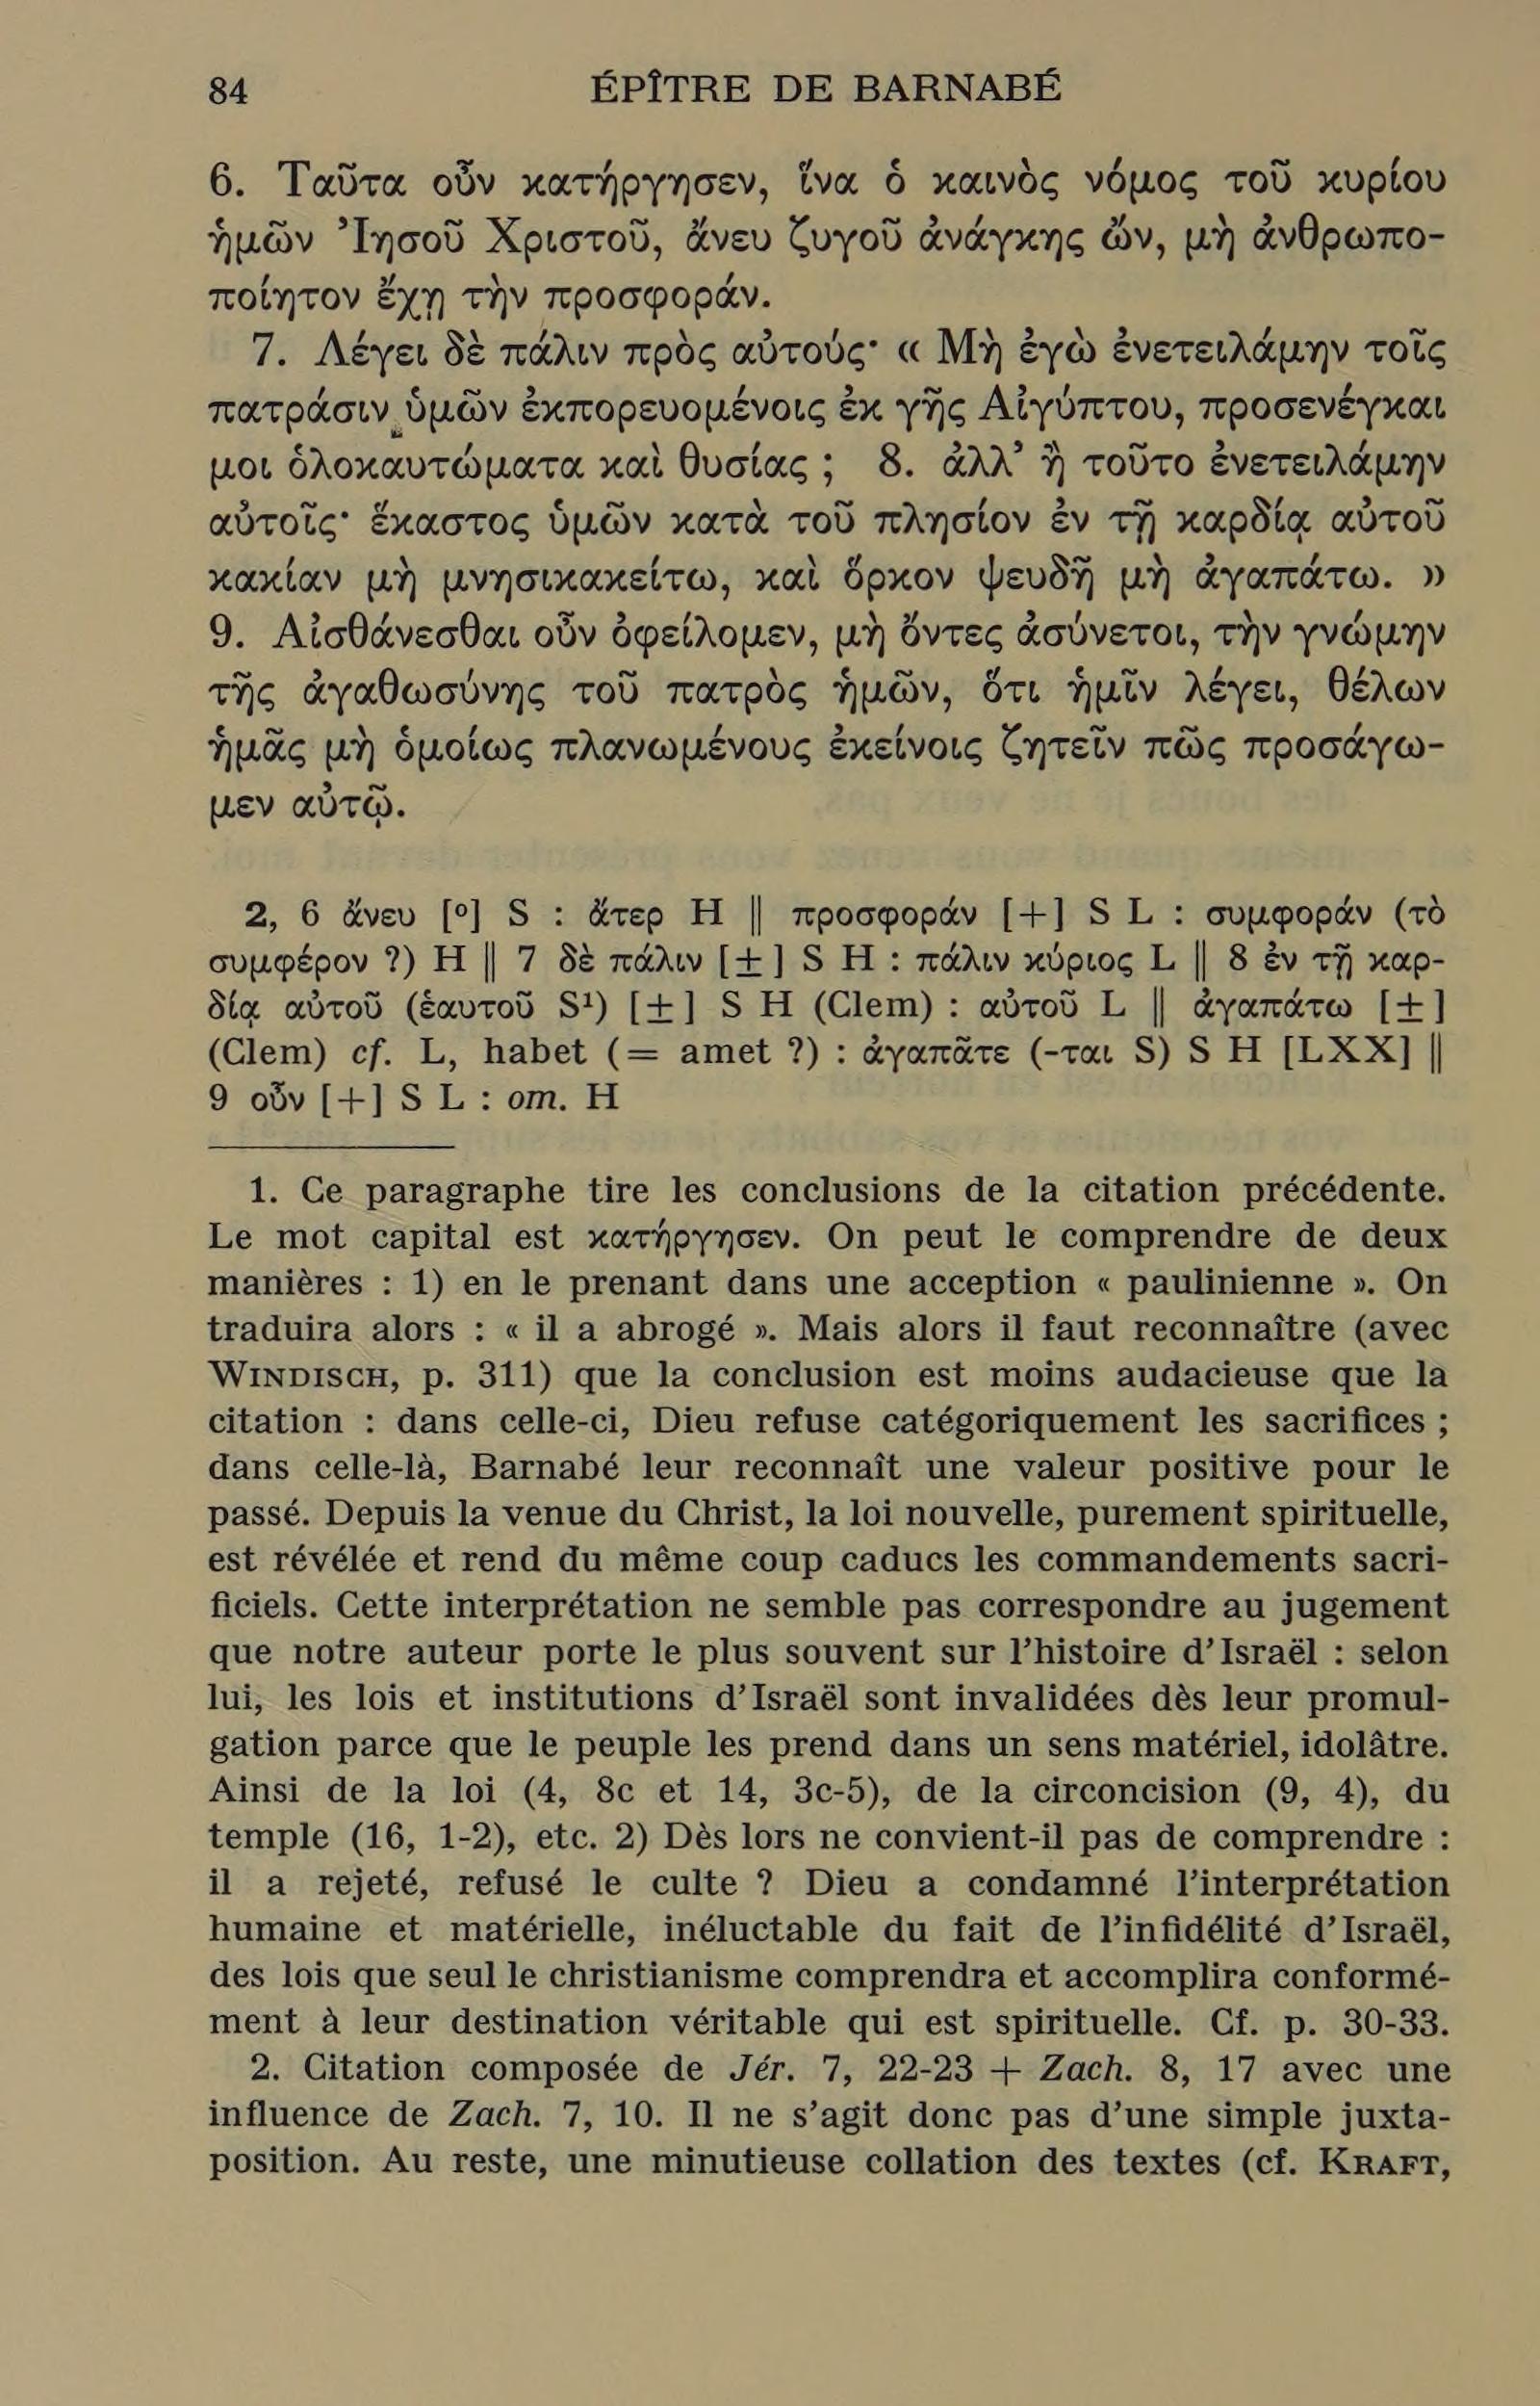 84 ÉPÎTRE DE BARNABÉ
6. Ταῦτα οὖν κατήργησεν, ἵνα ὁ καινὸς νόμος τοῦ κυρίου
ἡμῶν Ἰησοῦ Χριστοῦ, ἄνευ ζυγοῦ ἀνάγκης ὤν, μὴ ἀνθρωπο-
ποίητον ἔχῃ τὴν προσφοράν.
7. Λέγει δὲ πάλιν πρὸς αὐτούς· « Μὴ ἐγὼ ἐνετειλάμην τοῖς
πατράσιν ὑμῶν ἐκπορευομένοις ἐκ γῆς Αἰγύπτου, προσενέγκαι
μοι ὁλοκαυτώματα καὶ θυσίας ; 8. ἀλλ’ ἢ τοῦτο ἐνετειλάμην
αὐτοῖς· ἕκαστος ὑμῶν κατὰ τοῦ πλησίον ἐν τῇ καρδίᾳ αὐτοῦ
κακίαν μὴ μνησικακείτω, καὶ ὅρκον ψευδῆ μὴ ἀγαπάτω. »
9. Αἰσθάνεσθαι οὖν ὀφείλομεν, μὴ ὄντες ἀσύνετοι, τὴν γνώμην
τῆς ἀγαθωσύνης τοῦ πατρὸς ἡμῶν, ὅτι ἡμῖν λέγει, θέλων
ἡμᾶς μὴ ὁμοίως πλανωμένους ἐκείνοις ζητεῖν πῶς προσάγω-
μεν αὐτῷ.
2, 6 ἄνευ [º] S : ἄτερ H || προσφοράν [+] S L : συμφοράν (τὸ
συμφέρον ?) H || 7 δὲ πάλιν [±] S H : πάλιν κύριος L || 8 ἐν τῇ καρ-
δίᾳ αὐτοῦ (ἑαυτοῦ S¹) [±] S H (Clem) : αὐτοῦ L || ἀγαπάτω [±]
(Clem) cf. L, habet (= amet ?) : ἀγαπᾶτε (-ται S) S H [LXX] ||
9 οὖν [+] S L : om. H
1. Ce paragraphe tire les conclusions de la citation précédente.
Le mot capital est κατήργησεν. On peut le comprendre de deux
manières : 1) en le prenant dans une acception « paulinienne ». On
traduira alors : « il a abrogé ». Mais alors il faut reconnaître (avec
WINDISCH, p. 311) que la conclusion est moins audacieuse que la
citation : dans celle-ci, Dieu refuse catégoriquement les sacrifices ;
dans celle-là, Barnabé leur reconnaît une valeur positive pour le
passé. Depuis la venue du Christ, la loi nouvelle, purement spirituelle,
est révélée et rend du même coup caducs les commandements sacri-
ficiels. Cette interprétation ne semble pas correspondre au jugement
que notre auteur porte le plus souvent sur l’histoire d’Israël : selon
lui, les lois et institutions d’Israël sont invalidées dès leur promul-
gation parce que le peuple les prend dans un sens matériel, idolâtre.
Ainsi de la loi (4, 8c et 14, 3c-5), de la circoncision (9, 4), du
temple (16, 1-2), etc. 2) Dès lors ne convient-il pas de comprendre :
il a rejeté, refusé le culte ? Dieu a condamné l’interprétation
humaine et matérielle, inéluctable du fait de l’infidélité d’Israël,
des lois que seul le christianisme comprendra et accomplira conformé-
ment à leur destination véritable qui est spirituelle. Cf. p. 30-33.
2. Citation composée de Jér. 7, 22-23 + Zach. 8, 17 avec une
influence de Zach. 7, 10. Il ne s’agit donc pas d’une simple juxta-
position. Au reste, une minutieuse collation des textes (cf. KRAFT,